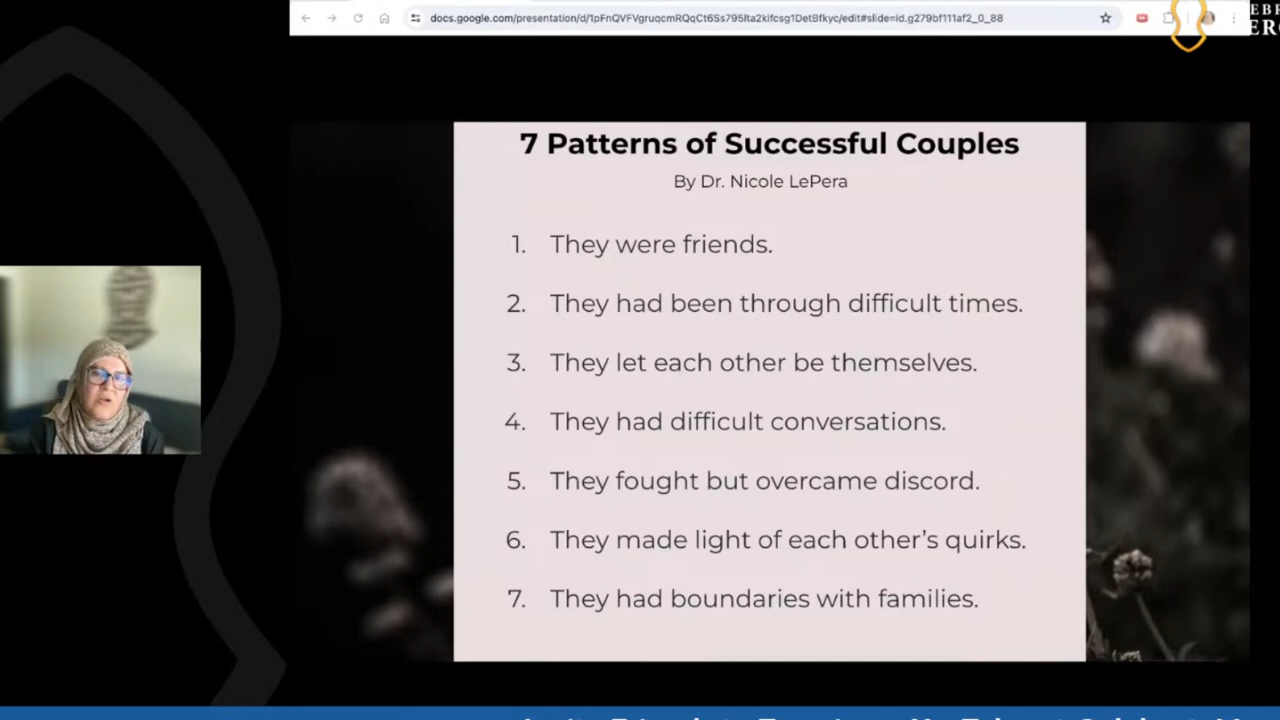 docs.google.com/presentation/d/1pFnQVFVgruqcmRQqCt6Ss795lta2kifcsg1DetBfkyc/edit#slide=id.g279bf111af2_0_88
7 Patterns of Successful Couples
By Dr. Nicole LePera
1. They were friends.
2. They had been through difficult times.
3. They let each other be themselves.
4. They had difficult conversations.
5. They fought but overcame discord.
6. They made light of each other’s quirks.
7. They had boundaries with families.